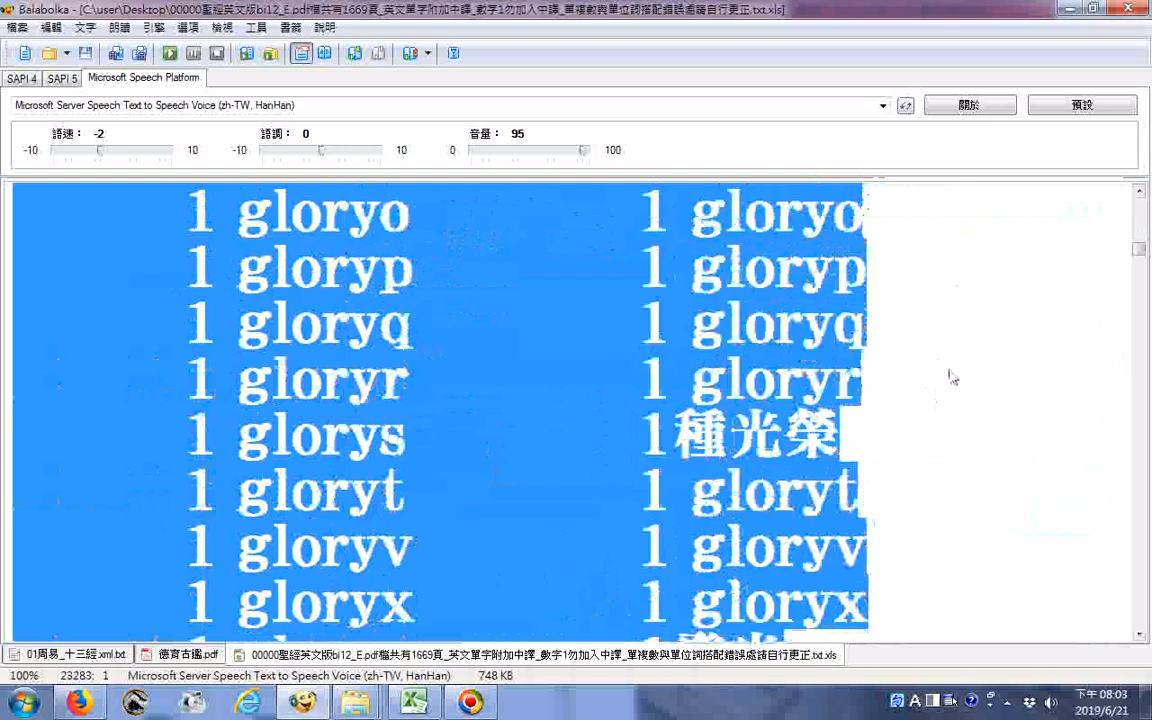 Balabolka - [C:\user\Desktop\00000聖經英文版bi12_E.pdf檔共有1669頁_英文單字附加中譯_數字1勿加入中譯_單複數與單位詞搭配錯誤處請自行更正.txt.xls]
檔案 編輯 文字 朗讀 引擎 選項 檢視 工具 書籤 說明
SAPI 4 SAPI 5 Microsoft Speech Platform
Microsoft Server Speech Text to Speech Voice (zh-TW, HanHan) 關於 預設
語速： -2 語調： 0 音量： 95
-10 10 -10 10 0 100
1 gloryo 1 gloryo
1 gloryp 1 gloryp
1 gloryq 1 gloryq
1 gloryr 1 gloryr
1 glorys 1種光榮
1 gloryt 1 gloryt
1 gloryv 1 gloryv
1 gloryx 1 gloryx
01周易_十三經.xml.txt 德育古鑑.pdf 00000聖經英文版bi12_E.pdf檔共有1669頁_英文單字附加中譯_數字1勿加入中譯_單複數與單位詞搭配錯誤處請自行更正.txt.xls
100% 23283: 1 Microsoft Server Speech Text to Speech Voice (zh-TW, HanHan) 748 KB
下午 08:03
2019/6/21